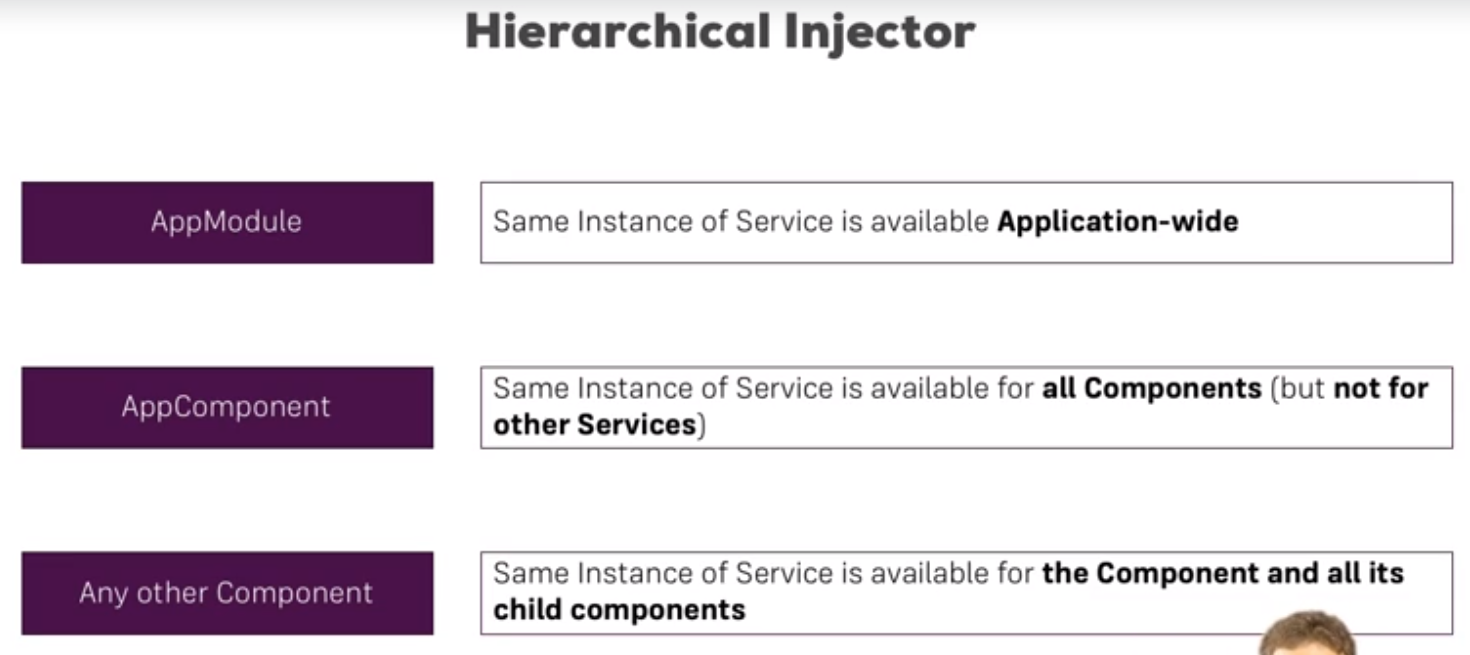 Hierarchical Injector
AppModule
Same Instance of Service is available Application-wide
AppComponent
Same Instance of Service is available for all Components (but not for
other Services)
Any other Component
Same Instance of Service is available for the Component and all its
child components